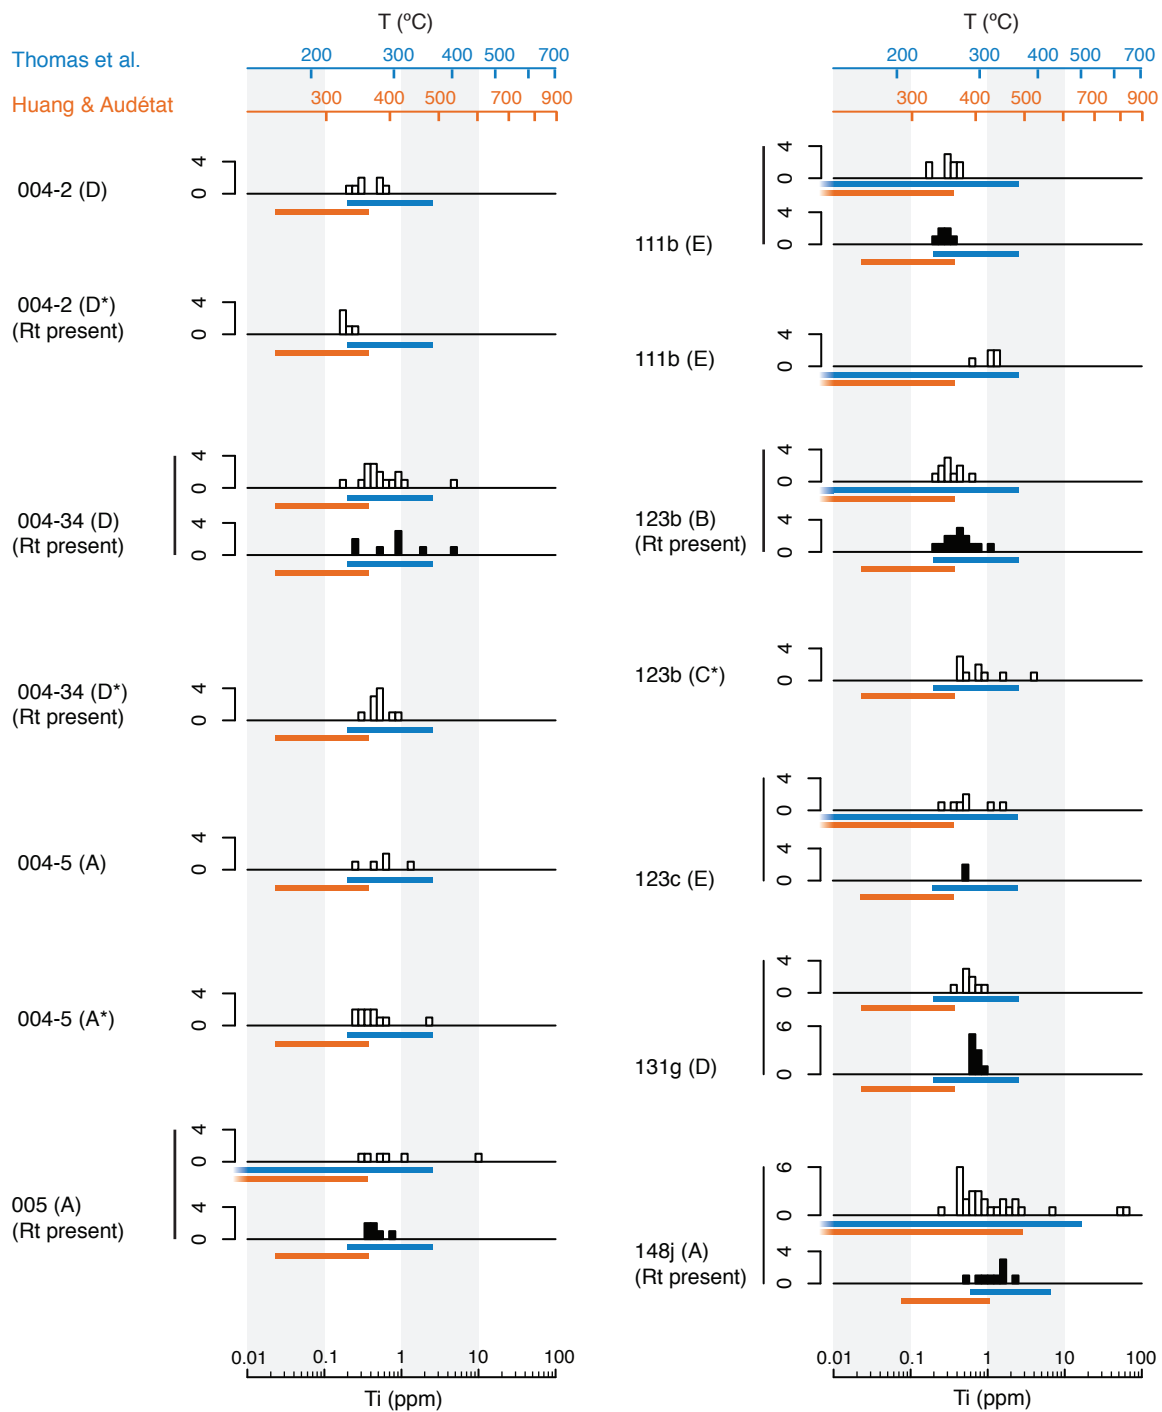 T (ºC)
Thomas et al.
200 300 400 500 700
Huang & Audétat
300 400 500 700 900
004-2 (D)
4
0
004-2 (D*)
(Rt present)
4
0
004-34 (D)
(Rt present)
4
0
4
0
004-34 (D*)
(Rt present)
4
0
004-5 (A)
4
0
004-5 (A*)
4
0
005 (A)
(Rt present)
4
0
4
0
0.01 0.1 1 10 100
Ti (ppm)
T (ºC)
200 300 400 500 700
300 400 500 700 900
111b (E)
4
0
4
0
111b (E)
4
0
123b (B)
(Rt present)
4
0
4
0
123b (C*)
4
0
123c (E)
4
0
4
0
131g (D)
4
0
6
0
148j (A)
(Rt present)
6
0
4
0
0.01 0.1 1 10 100
Ti (ppm)